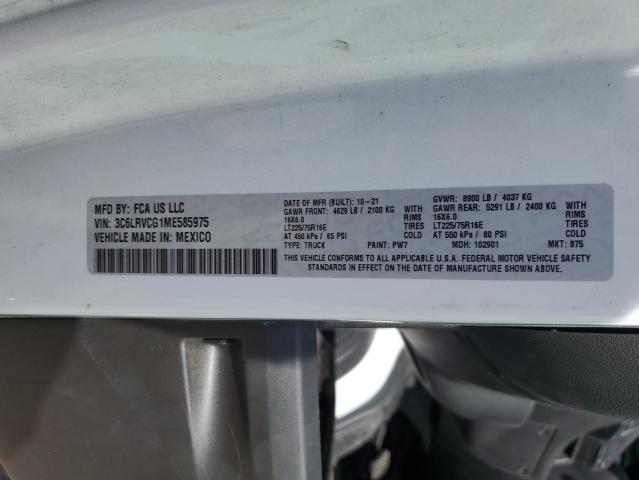 MFD BY: FCA US LLC
VIN: 3C6LRVCG1ME585975
VEHICLE MADE IN: MEXICO
DATE OF MFR (BUILT): 10-21
GAWR FRONT: 4629 LB / 2100 KG WITH
16X6.0 RIMS
LT225/75R16E TIRES
AT 450 kPa / 65 PSI COLD
TYPE: TRUCK PAINT: PW7
GVWR: 8900 LB / 4037 KG
GAWR REAR: 5291 LB / 2400 KG WITH
16X6.0 RIMS
LT225/75R16E TIRES
AT 550 kPa / 80 PSI COLD
MDH: 102901 MKT: 875
THIS VEHICLE CONFORMS TO ALL APPLICABLE U.S.A. FEDERAL MOTOR VEHICLE SAFETY
STANDARDS IN EFFECT ON THE DATE OF MANUFACTURE SHOWN ABOVE.